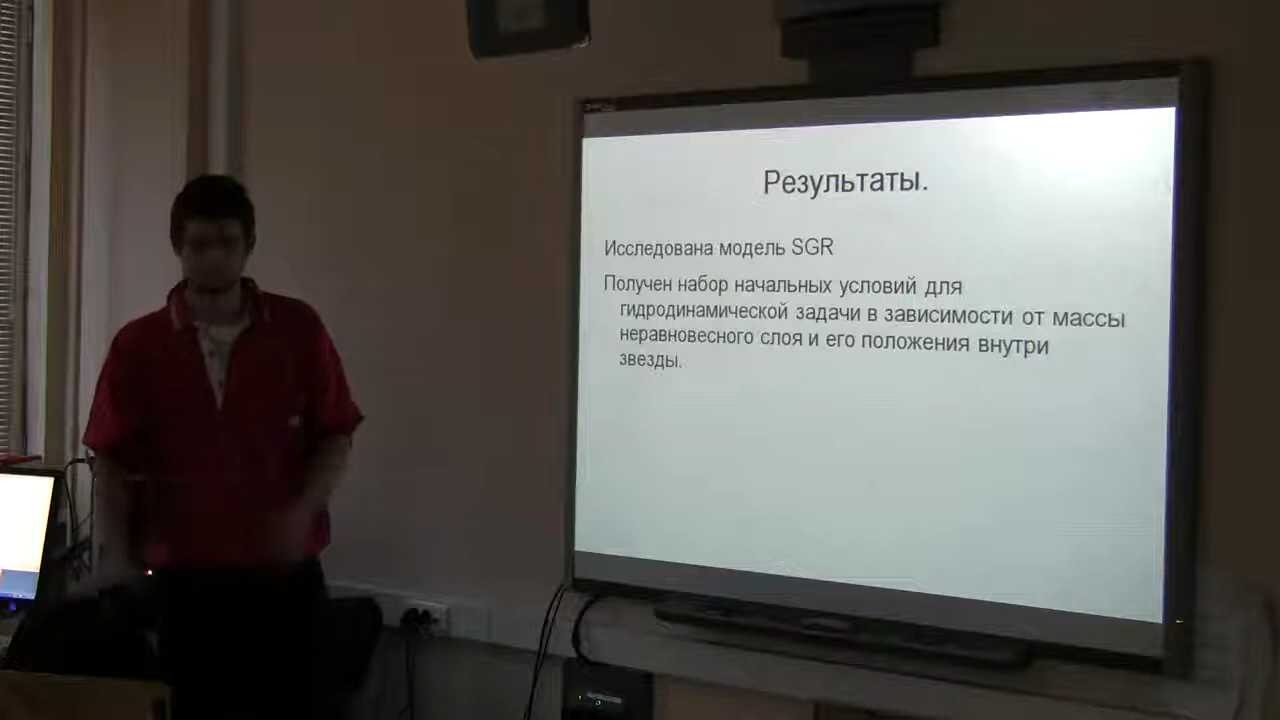 Результаты.
Исследована модель SGR
Получен набор начальных условий для
гидродинамической задачи в зависимости от массы
неравновесного слоя и его положения внутри
звезды.